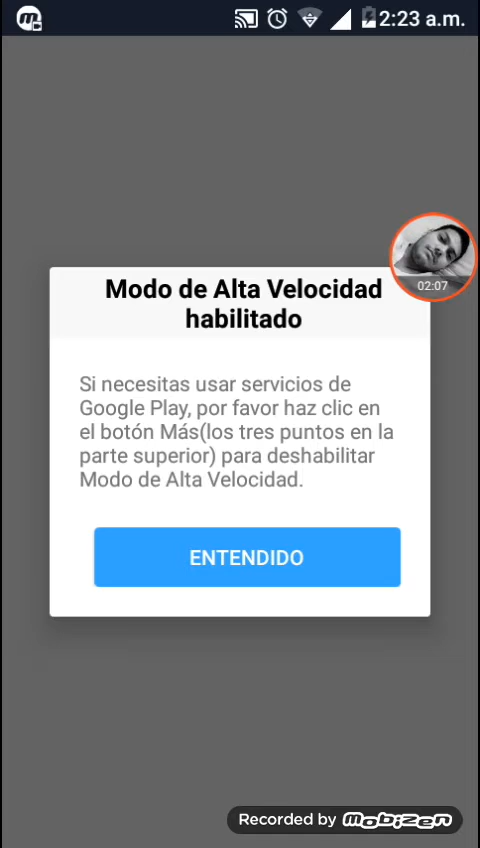 2:23 a.m.
02:07
Modo de Alta Velocidad
habilitado
Si necesitas usar servicios de
Google Play, por favor haz clic en
el botón Más(los tres puntos en la
parte superior) para deshabilitar
Modo de Alta Velocidad.
ENTENDIDO
Recorded by Mobizen